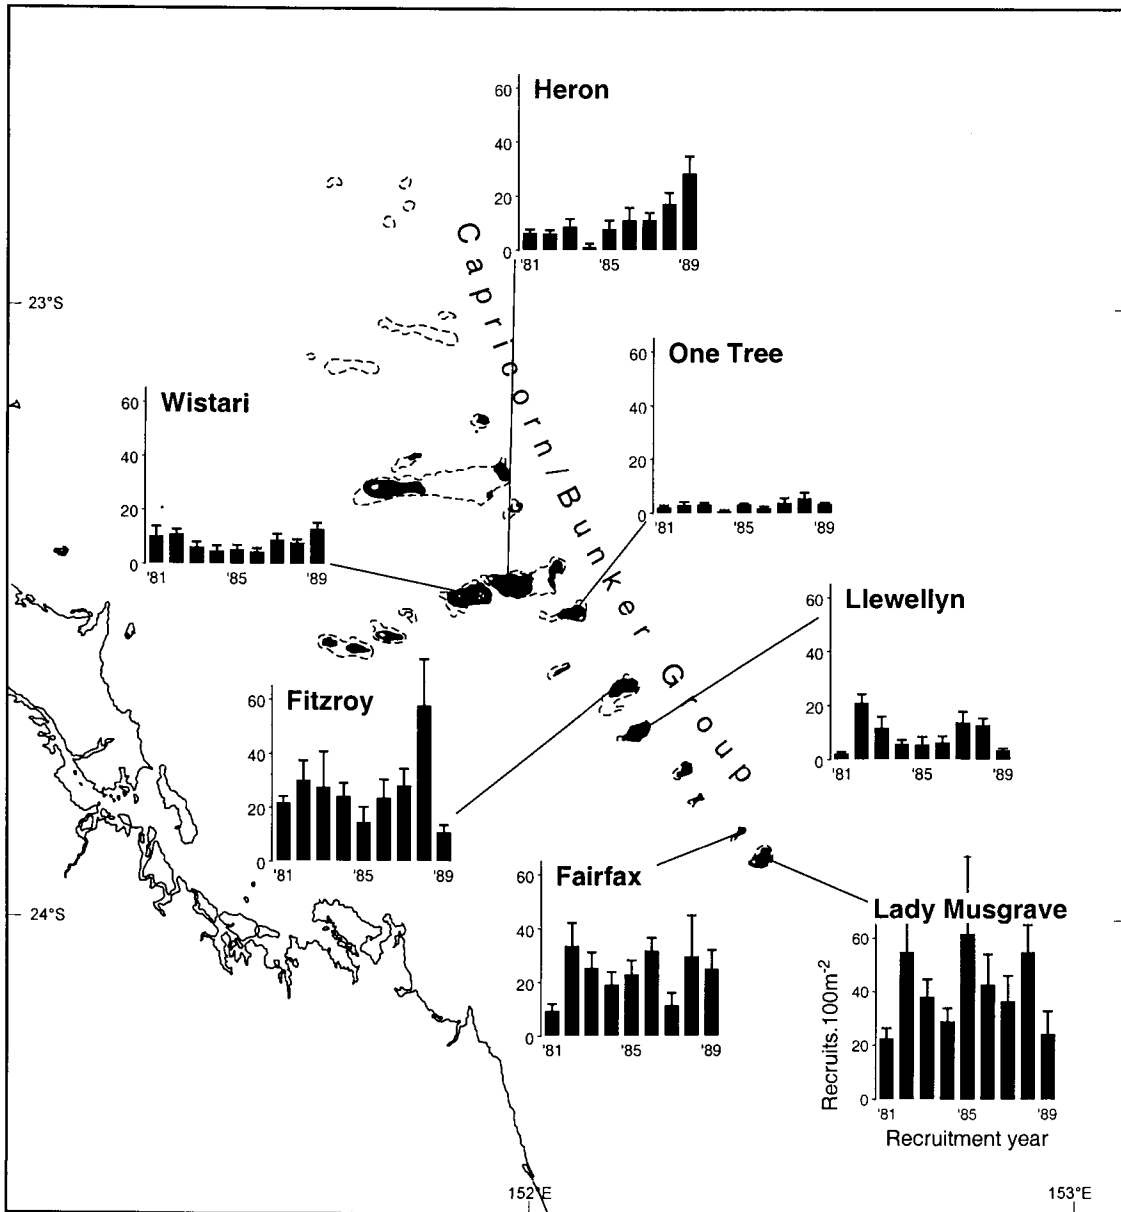 Heron
60
40
20
0
'81 '85 '89
Capricorn/Bunker Group
23°S
One Tree
60
40
20
0
'81 '85 '89
Wistari
60
40
20
0
'81 '85 '89
Llewellyn
60
40
20
0
'81 '85 '89
Fitzroy
60
40
20
0
'81 '85 '89
Fairfax
60
40
20
0
'81 '85 '89
24°S
Lady Musgrave
60
40
20
0
Recruits.100m⁻²
'81 '85 '89
Recruitment year
152°E
153°E